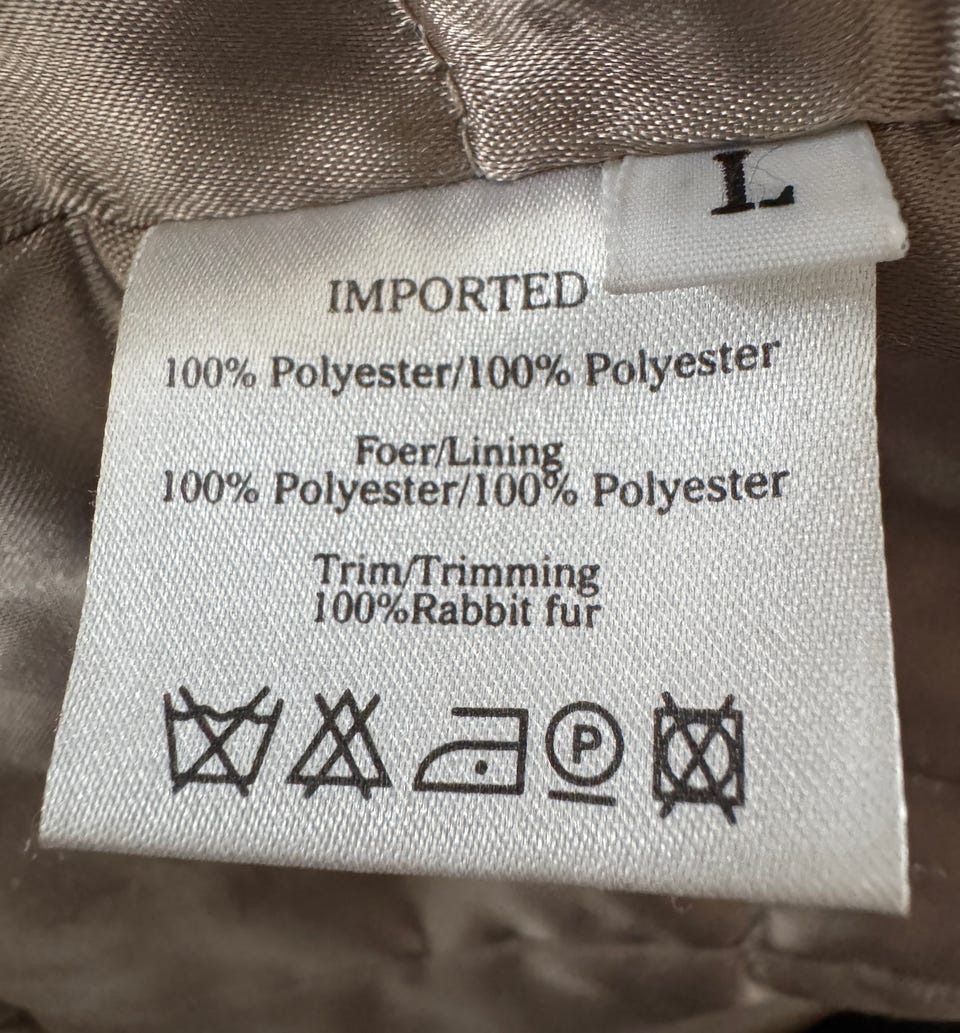 L
IMPORTED
100% Polyester/100% Polyester
Foer/Lining
100% Polyester/100% Polyester
Trim/Trimming
100%Rabbit fur
P